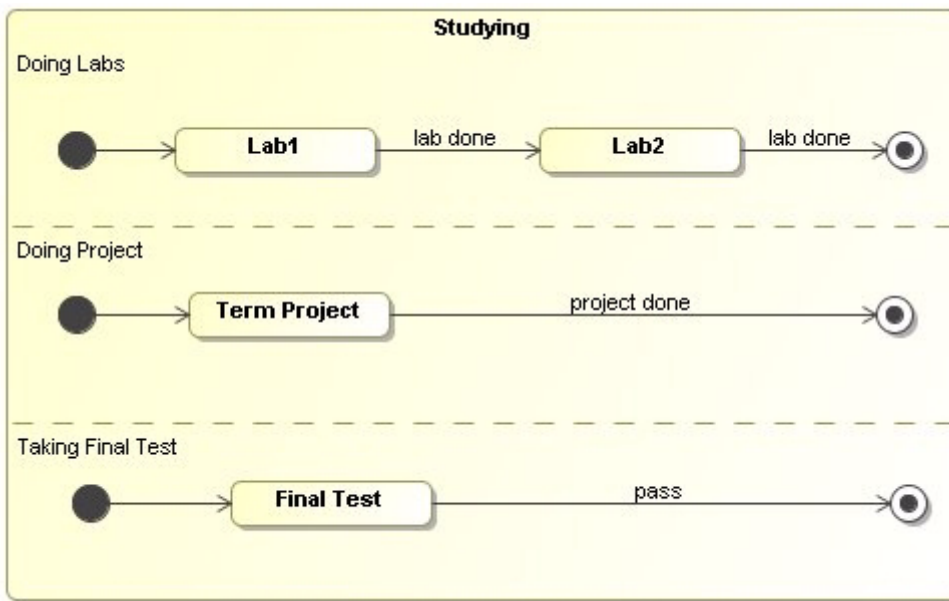 Studying
Doing Labs
Lab1
lab done
Lab2
lab done
Doing Project
Term Project
project done
Taking Final Test
Final Test
pass